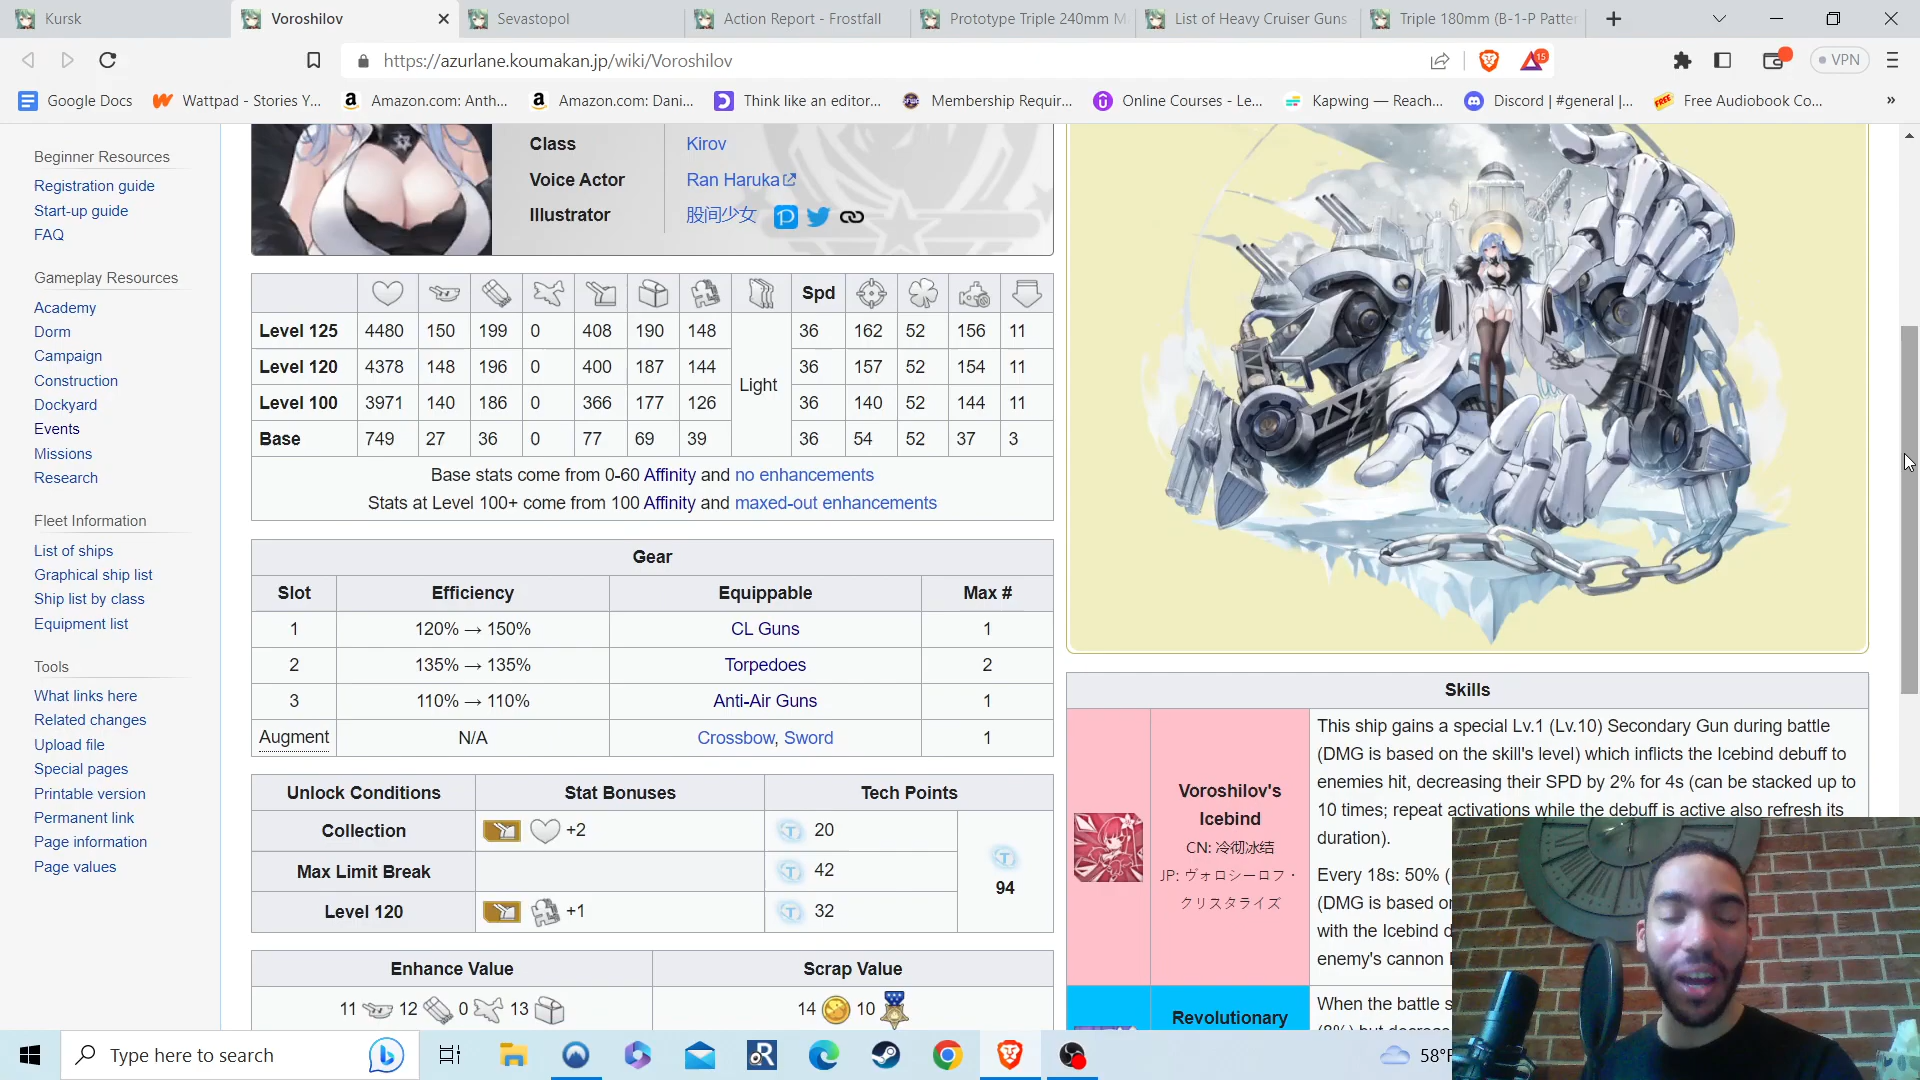 Kursk
Voroshilov
Sevastopol
Action Report - Frostfall
Prototype Triple 240mm M
List of Heavy Cruiser Guns
Triple 180mm (B-1-P Patter
https://azurlane.koumakan.jp/wiki/Voroshilov
15
VPN
Google Docs
Wattpad - Stories Y...
Amazon.com: Anth...
Amazon.com: Dani...
Think like an editor...
Membership Requir...
Online Courses - Le...
Kapwing — Reach...
Discord | #general |...
FREE
Free Audiobook Co...
»
Beginner Resources
Registration guide
Start-up guide
FAQ
Gameplay Resources
Academy
Dorm
Campaign
Construction
Dockyard
Events
Missions
Research
Fleet Information
List of ships
Graphical ship list
Ship list by class
Equipment list
Tools
What links here
Related changes
Upload file
Special pages
Printable version
Permanent link
Page information
Page values
Class Kirov
Voice Actor Ran Haruka
Illustrator 股间少女
Spd
Level 125 4480 150 199 0 408 190 148 36 162 52 156 11
Level 120 4378 148 196 0 400 187 144 36 157 52 154 11
Light
Level 100 3971 140 186 0 366 177 126 36 140 52 144 11
Base 749 27 36 0 77 69 39 36 54 52 37 3
Base stats come from 0-60 Affinity and no enhancements
Stats at Level 100+ come from 100 Affinity and maxed-out enhancements
Gear
Slot Efficiency Equippable Max #
1 120% → 150% CL Guns 1
2 135% → 135% Torpedoes 2
3 110% → 110% Anti-Air Guns 1
Augment N/A Crossbow, Sword 1
Unlock Conditions Stat Bonuses Tech Points
Collection +2 T 20
Max Limit Break T 42
T 94
Level 120 +1 T 32
Enhance Value Scrap Value
11 12 0 13 14 10
Skills
Voroshilov's
Icebind
CN: 冷彻冰结
JP: ヴォロシーロフ・
クリスタライズ
This ship gains a special Lv.1 (Lv.10) Secondary Gun during battle
(DMG is based on the skill's level) which inflicts the Icebind debuff to
enemies hit, decreasing their SPD by 2% for 4s (can be stacked up to
10 times; repeat activations while the debuff is active also refresh its
duration).
Every 18s: 50% (
(DMG is based o
with the Icebind d
enemy's cannon
Revolutionary
When the battle s
Type here to search
58°F